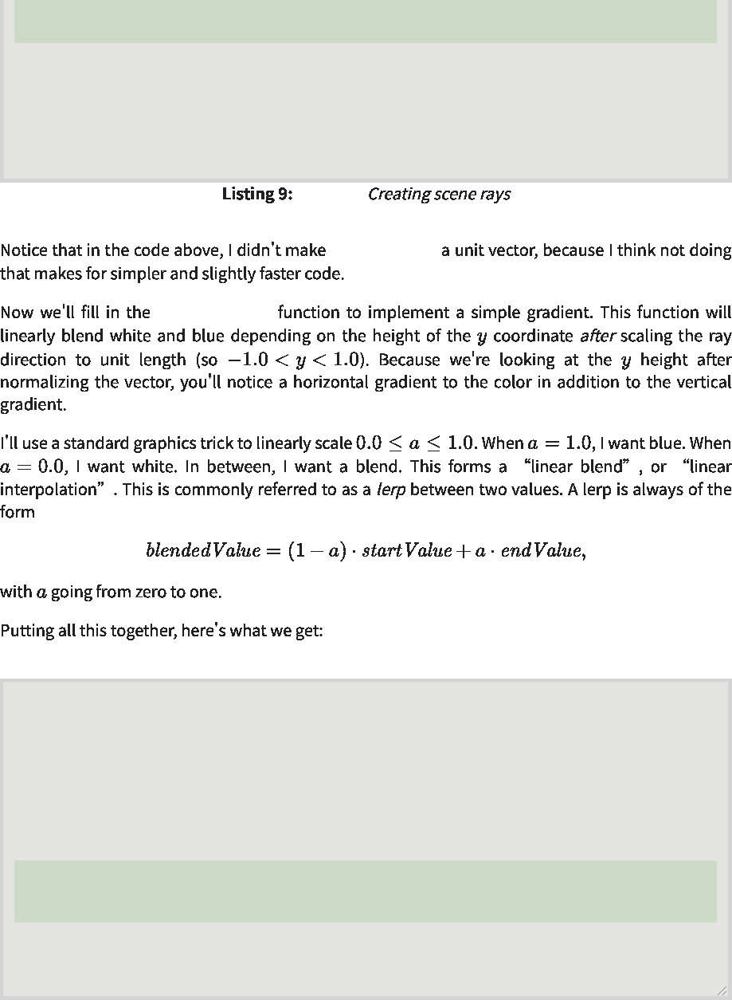 Listing 9: Creating scene rays
Notice that in the code above, I didn't make a unit vector, because I think not doing
that makes for simpler and slightly faster code.
Now we'll fill in the function to implement a simple gradient. This function will
linearly blend white and blue depending on the height of the y coordinate after scaling the ray
direction to unit length (so −1.0 < y < 1.0). Because we're looking at the y height after
normalizing the vector, you'll notice a horizontal gradient to the color in addition to the vertical
gradient.
I'll use a standard graphics trick to linearly scale 0.0 ≤ a ≤ 1.0. When a = 1.0, I want blue. When
a = 0.0, I want white. In between, I want a blend. This forms a “linear blend” , or “linear
interpolation” . This is commonly referred to as a lerp between two values. A lerp is always of the
form
blendedValue = (1 − a) · startValue + a · endValue,
with a going from zero to one.
Putting all this together, here's what we get: